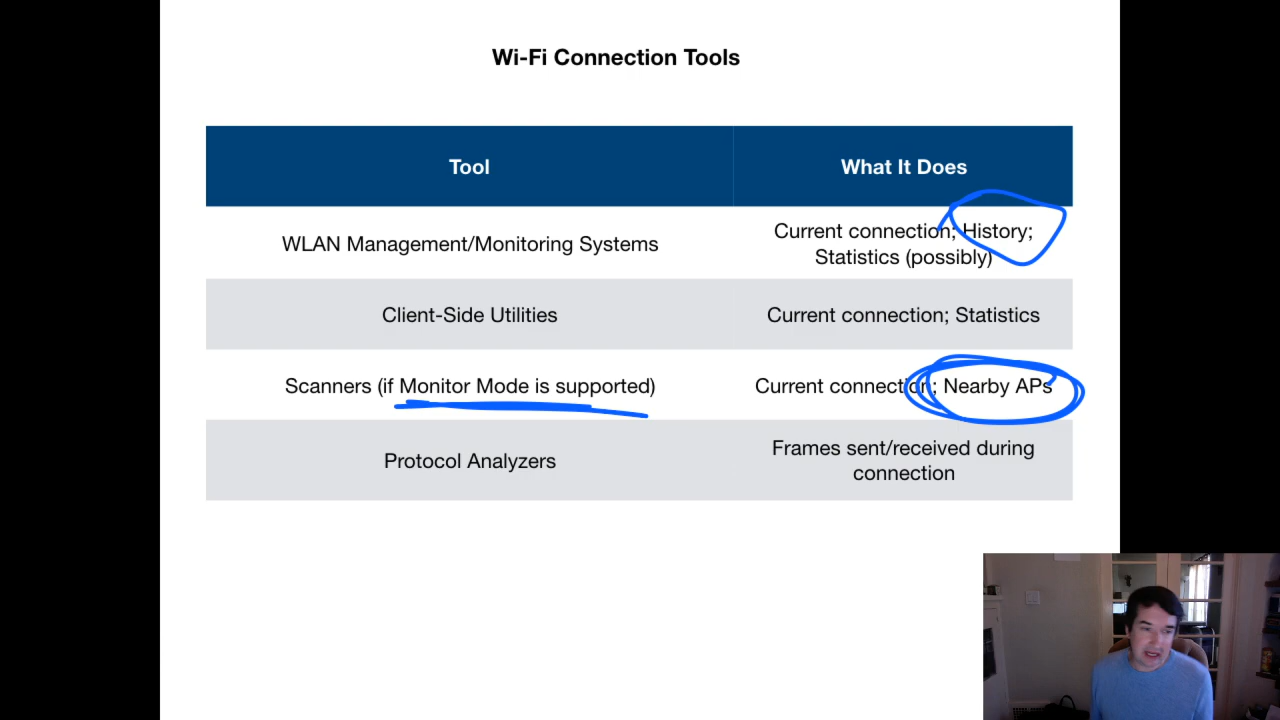 Wi-Fi Connection Tools
Tool
What It Does
WLAN Management/Monitoring Systems
Current connection; History;
Statistics (possibly)
Client-Side Utilities
Current connection; Statistics
Scanners (if Monitor Mode is supported)
Current connection; Nearby APs
Protocol Analyzers
Frames sent/received during
connection